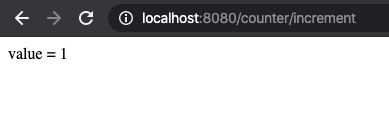 localhost:8080/counter/increment
value = 1